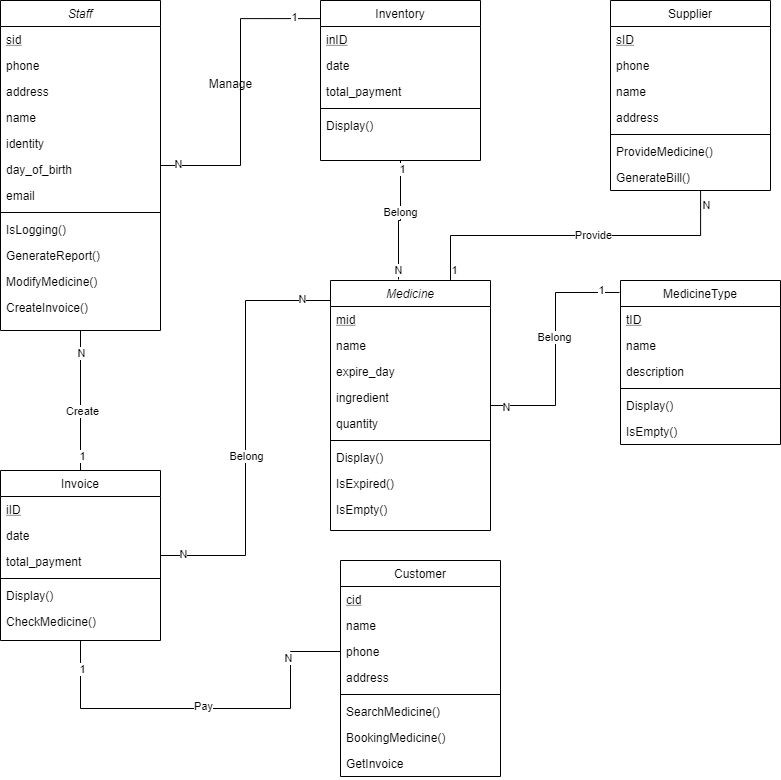 Staff
sid
phone
address
name
identity
day_of_birth
email
IsLogging()
GenerateReport()
ModifyMedicine()
CreateInvoice()
1
Manage
N
Inventory
inID
date
total_payment
Display()
Supplier
sID
phone
name
address
ProvideMedicine()
GenerateBill()
1
Belong
N
N
Provide
1
Medicine
mid
name
expire_day
ingredient
quantity
Display()
IsExpired()
IsEmpty()
1
Belong
N
MedicineType
tID
name
description
Display()
IsEmpty()
N
Create
1
N
Belong
N
Invoice
iID
date
total_payment
Display()
CheckMedicine()
1
Pay
N
Customer
cid
name
phone
address
SearchMedicine()
BookingMedicine()
GetInvoice